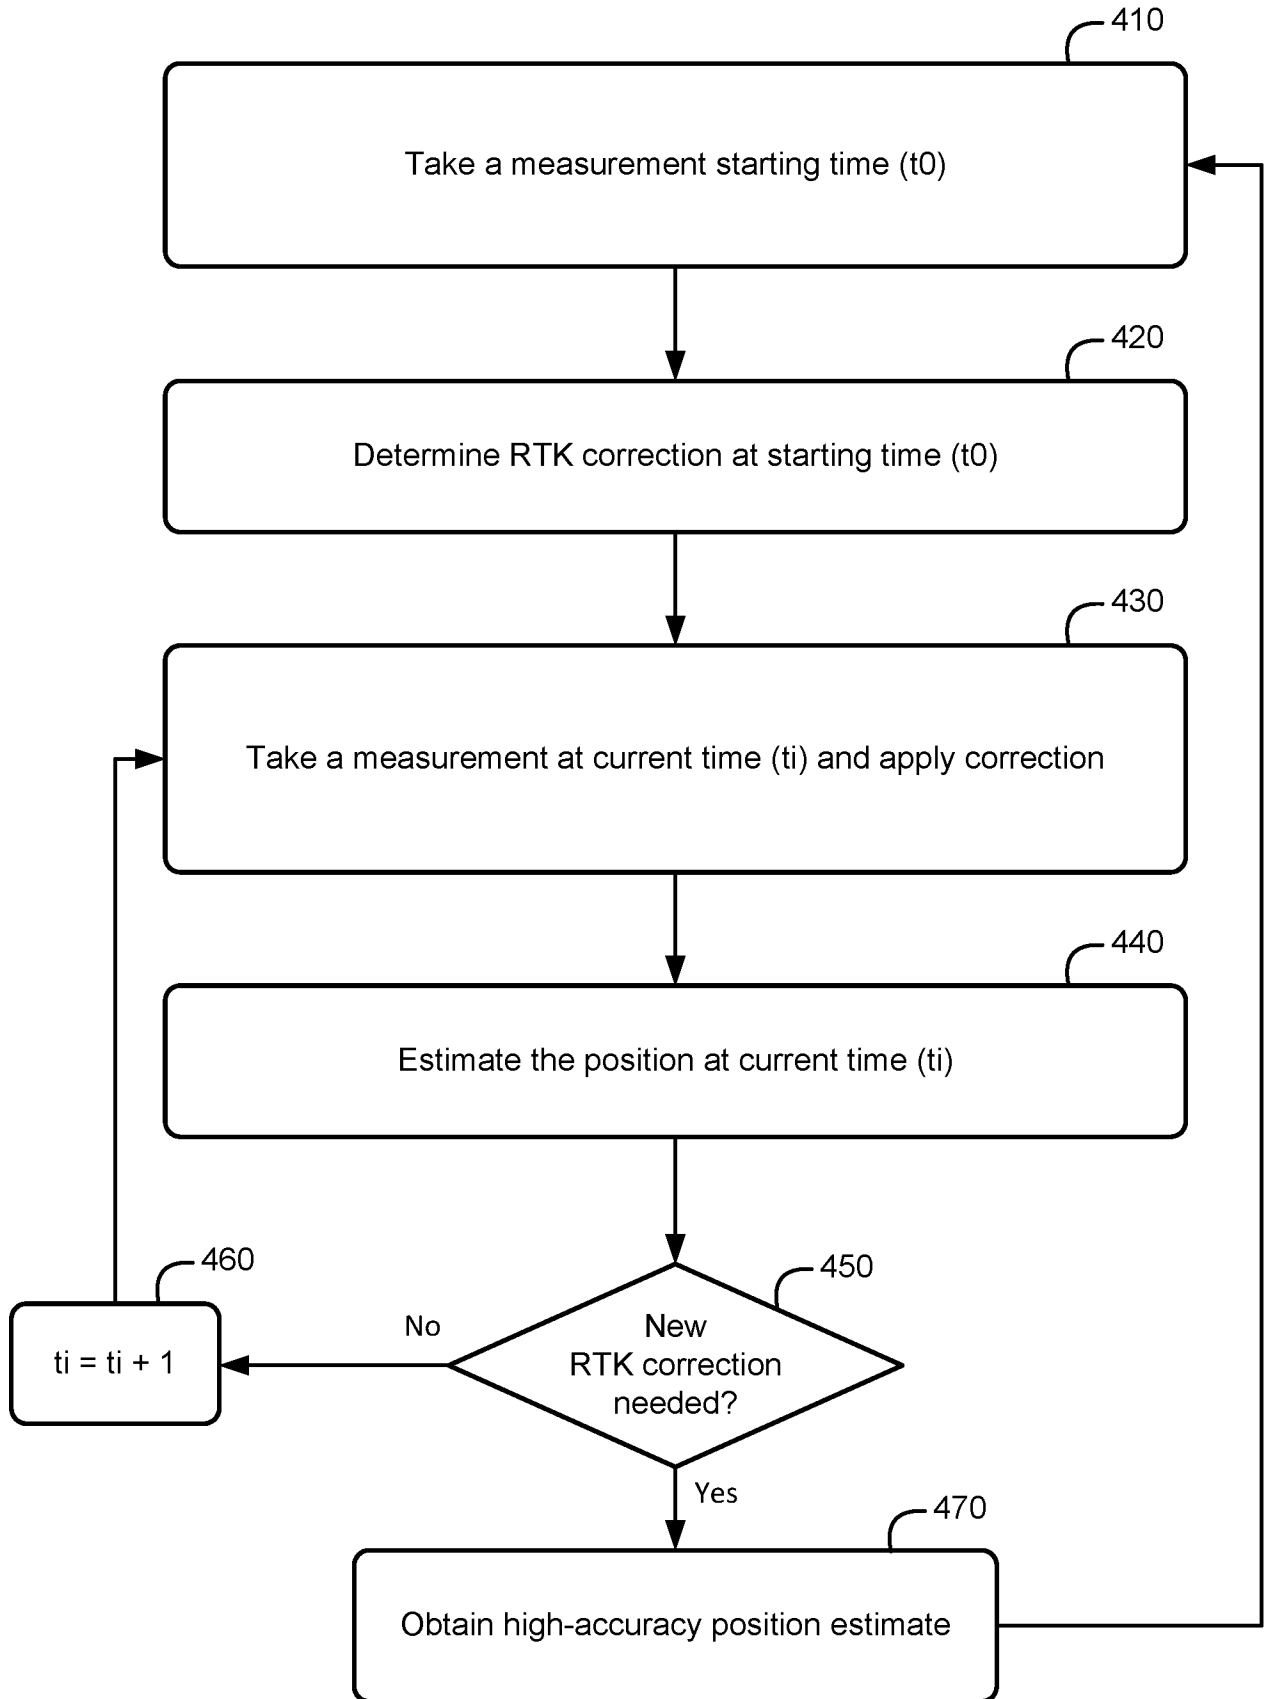 410
Take a measurement starting time (t0)
420
Determine RTK correction at starting time (t0)
430
Take a measurement at current time (ti) and apply correction
440
Estimate the position at current time (ti)
460
450
No
New
RTK correction
needed?
ti = ti + 1
Yes
470
Obtain high-accuracy position estimate